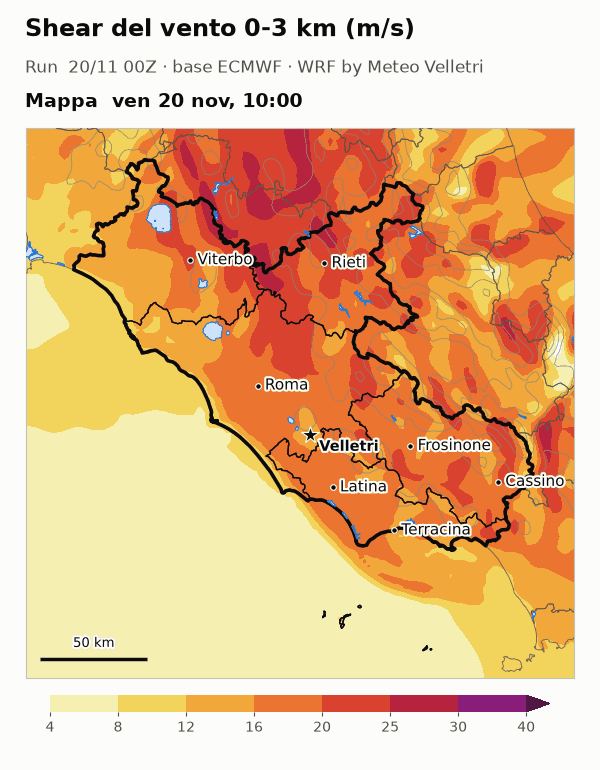 Shear del vento 0-3 km (m/s)
Run  20/11 00Z · base ECMWF · WRF by Meteo Velletri
Mappa  ven 20 nov, 10:00
Viterbo
Rieti
Roma
Velletri
Frosinone
Latina
Cassino
Terracina
50 km
4 8 12 16 20 25 30 40